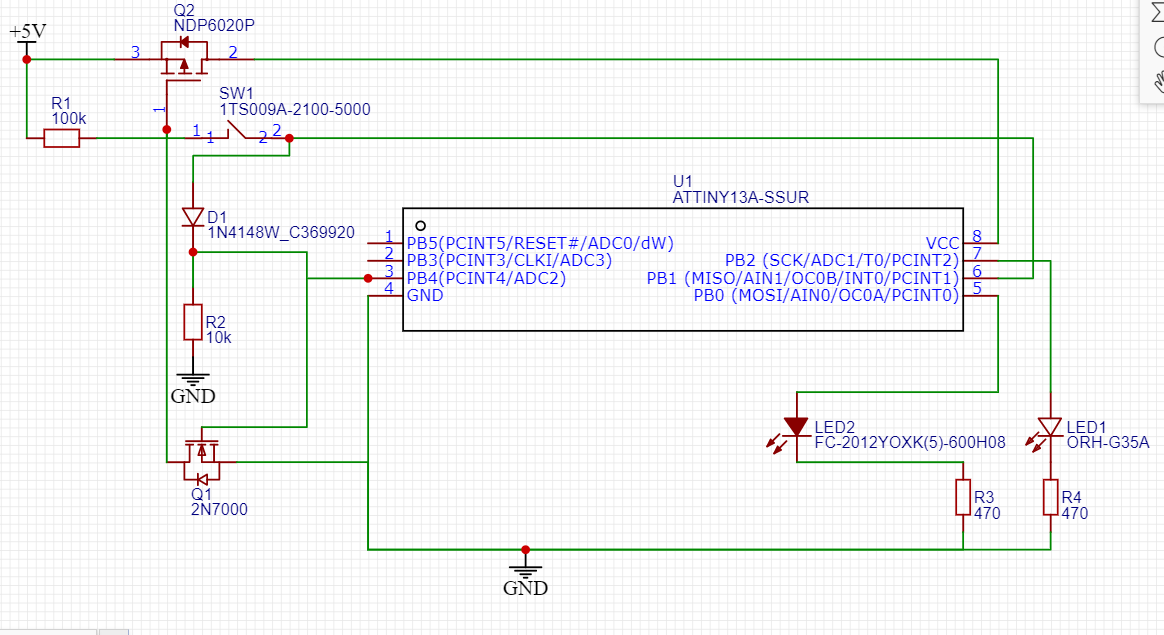 Q2
NDP6020P
+5V
3
2
1
SW1
1TS009A-2100-5000
R1
100k
1
1
2
2
U1
ATTINY13A-SSUR
D1
1N4148W_C369920
1
PB5(PCINT5/RESET#/ADC0/dW)
VCC
8
2
PB3(PCINT3/CLKI/ADC3)
PB2 (SCK/ADC1/T0/PCINT2)
7
3
PB4(PCINT4/ADC2)
PB1 (MISO/AIN1/OC0B/INT0/PCINT1)
6
4
GND
PB0 (MOSI/AIN0/OC0A/PCINT0)
5
R2
10k
GND
LED2
FC-2012YOXK(5)-600H08
LED1
ORH-G35A
Q1
2N7000
R3
470
R4
470
GND